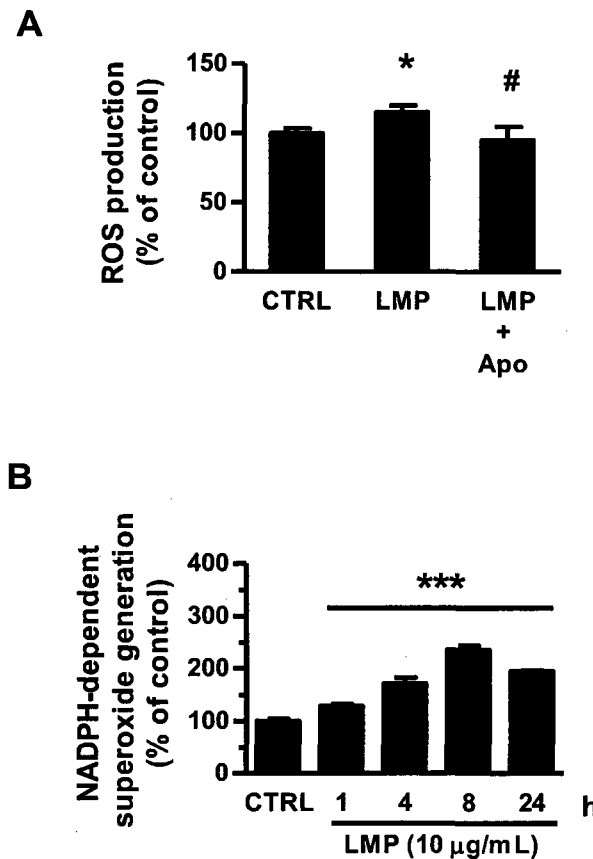 A
ROS production
(% of control)
150
100
50
0
*
#
CTRL
LMP
LMP
+
Apo
B
NADPH-dependent
superoxide generation
(% of control)
400
300
200
100
0
***
CTRL 1 4 8 24 h
LMP (10 µg/mL)